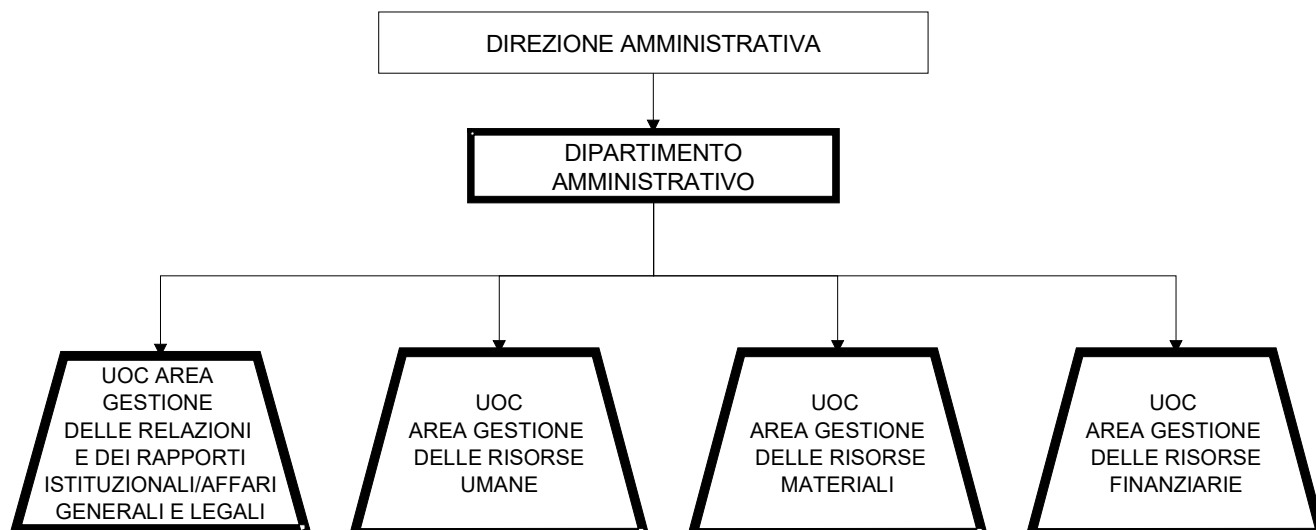 DIREZIONE AMMINISTRATIVA
DIPARTIMENTO
AMMINISTRATIVO
UOC AREA
GESTIONE
DELLE RELAZIONI
E DEI RAPPORTI
ISTITUZIONALI/AFFARI
GENERALI E LEGALI
UOC
AREA GESTIONE
DELLE RISORSE
UMANE
UOC
AREA GESTIONE
DELLE RISORSE
MATERIALI
UOC
AREA GESTIONE
DELLE RISORSE
FINANZIARIE